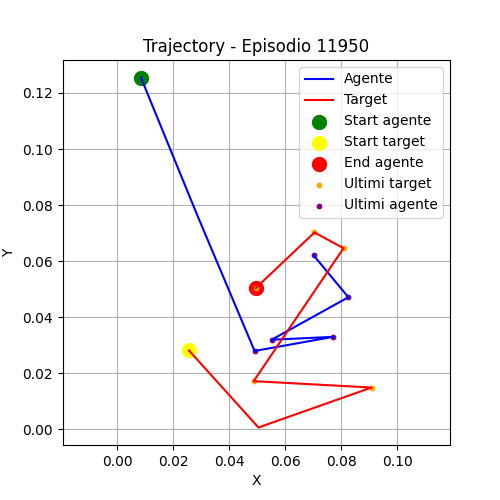 Trajectory - Episodio 11950
Agente
Target
Start agente
Start target
End agente
Ultimi target
Ultimi agente
Y
0.12
0.10
0.08
0.06
0.04
0.02
0.00
0.00 0.02 0.04 0.06 0.08 0.10
X